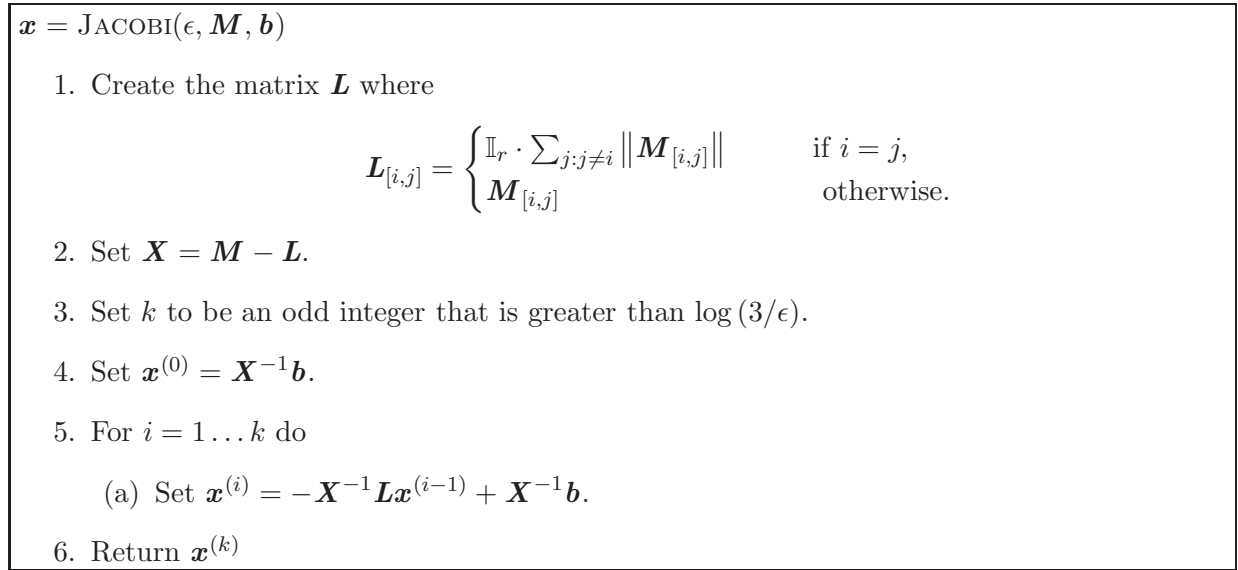 x = JACOBI(ϵ, M, b)
1. Create the matrix L where
L[i,j] = { 𝕀r · ∑j:j≠i ‖M[i,j]‖ if i = j,
M[i,j] otherwise.
2. Set X = M − L.
3. Set k to be an odd integer that is greater than log (3/ϵ).
4. Set x(0) = X−1b.
5. For i = 1 . . . k do
(a) Set x(i) = −X−1Lx(i−1) + X−1b.
6. Return x(k)